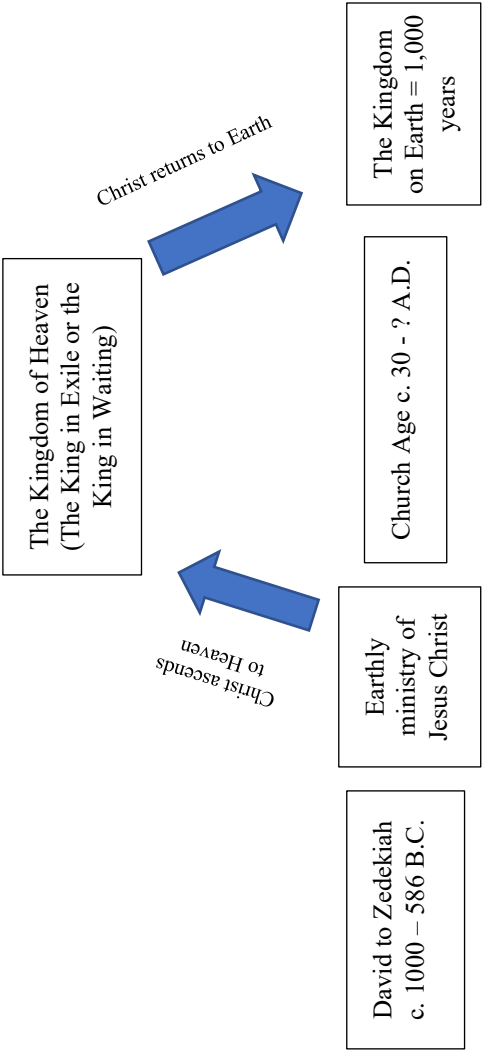 The Kingdom of Heaven
(The King in Exile or the
King in Waiting)
Christ ascends
to Heaven
Christ returns to Earth
David to Zedekiah
c. 1000 – 586 B.C.
Earthly
ministry of
Jesus Christ
Church Age c. 30 - ? A.D.
The Kingdom
on Earth = 1,000
years